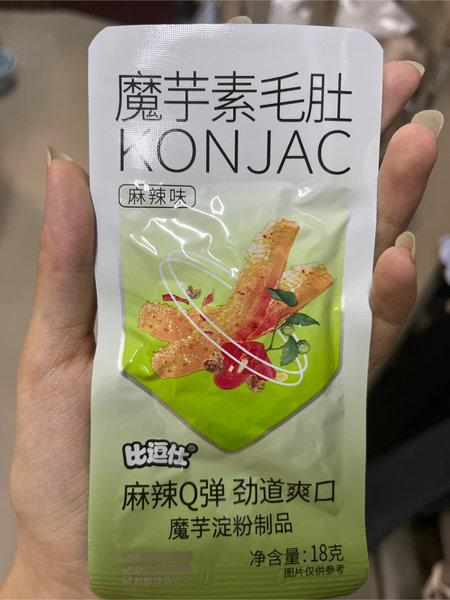 魔芋素毛肚
KONJAC
麻辣味
比逗仕®
麻辣Q弹 劲道爽口
魔芋淀粉制品
净含量:18克
图片仅供参考